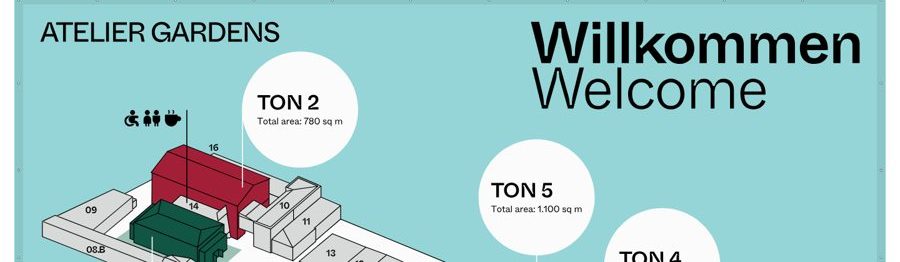 ATELIER GARDENS
Willkommen
Welcome
TON 2
Total area: 780 sq m
16
TON 5
Total area: 1.100 sq m
09
14
10
11
08.B
13
TON 4